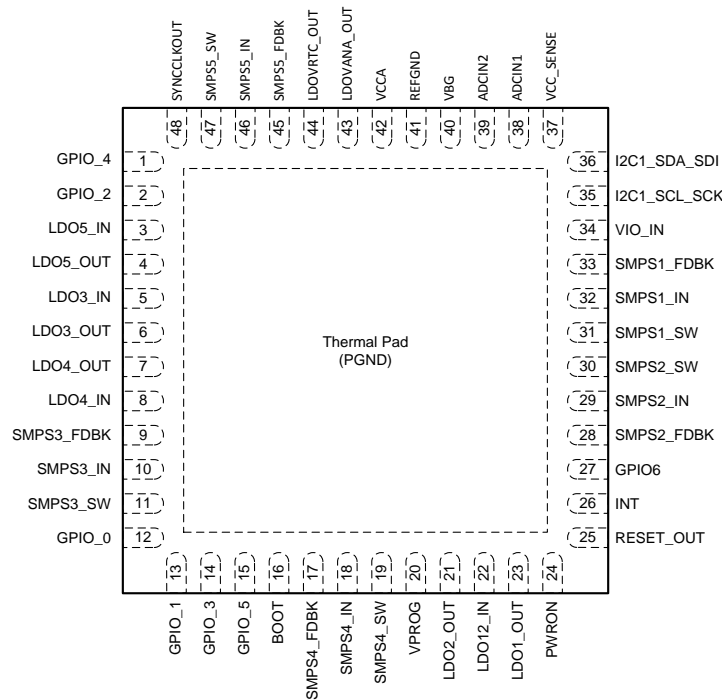 SYNCCLKOUT
SMPS5_SW
SMPS5_IN
SMPS5_FDBK
LDOVRTC_OUT
LDOVANA_OUT
VCCA
REFGND
VBG
ADCIN2
ADCIN1
VCC_SENSE
48
47
46
45
44
43
42
41
40
39
38
37
GPIO_4 1
GPIO_2 2
LDO5_IN 3
LDO5_OUT 4
LDO3_IN 5
LDO3_OUT 6
LDO4_OUT 7
LDO4_IN 8
SMPS3_FDBK 9
SMPS3_IN 10
SMPS3_SW 11
GPIO_0 12
Thermal Pad
(PGND)
36 I2C1_SDA_SDI
35 I2C1_SCL_SCK
34 VIO_IN
33 SMPS1_FDBK
32 SMPS1_IN
31 SMPS1_SW
30 SMPS2_SW
29 SMPS2_IN
28 SMPS2_FDBK
27 GPIO6
26 INT
25 RESET_OUT
13
14
15
16
17
18
19
20
21
22
23
24
GPIO_1
GPIO_3
GPIO_5
BOOT
SMPS4_FDBK
SMPS4_IN
SMPS4_SW
VPROG
LDO2_OUT
LDO12_IN
LDO1_OUT
PWRON